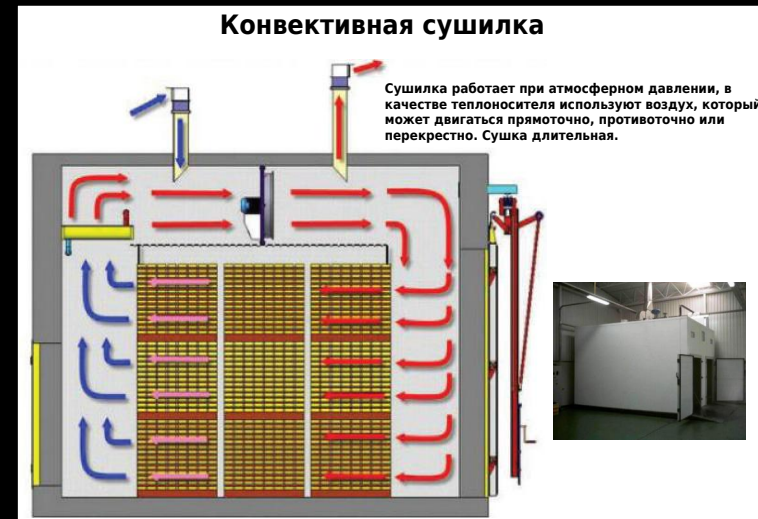 Конвективная сушилка
Сушилка работает при атмосферном давлении, в
качестве теплоносителя используют воздух, который
может двигаться прямоточно, противоточно или
перекрестно. Сушка длительная.